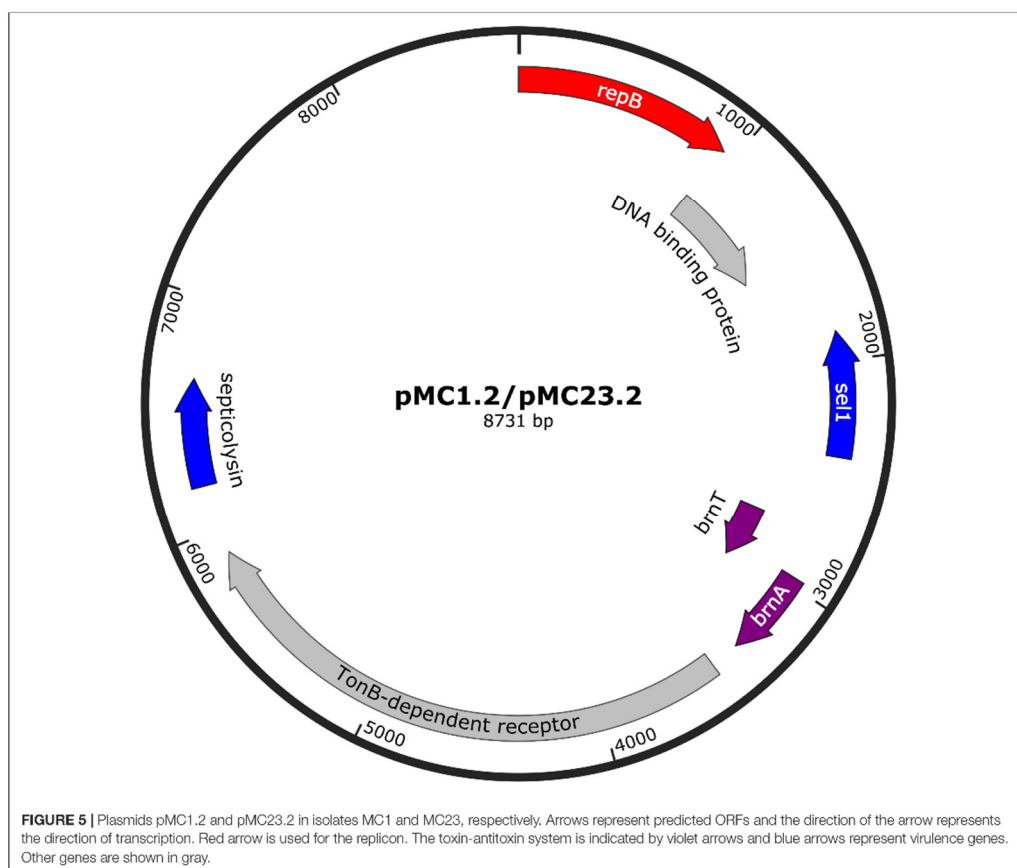 repB
1000
DNA binding protein
2000
sel1
brnT
3000
brnA
4000
TonB-dependent receptor
5000
6000
septicolysin
7000
8000
pMC1.2/pMC23.2
8731 bp
FIGURE 5 | Plasmids pMC1.2 and pMC23.2 in isolates MC1 and MC23, respectively. Arrows represent predicted ORFs and the direction of the arrow represents
the direction of transcription. Red arrow is used for the replicon. The toxin-antitoxin system is indicated by violet arrows and blue arrows represent virulence genes.
Other genes are shown in gray.